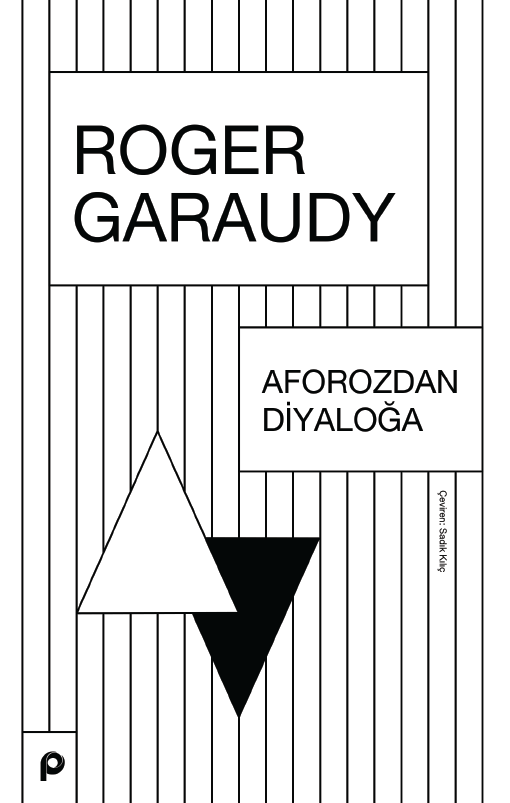 ROGER
GARAUDY
AFOROZDAN
DİYALOĞA
Çeviren: Sadık Kılıç
p